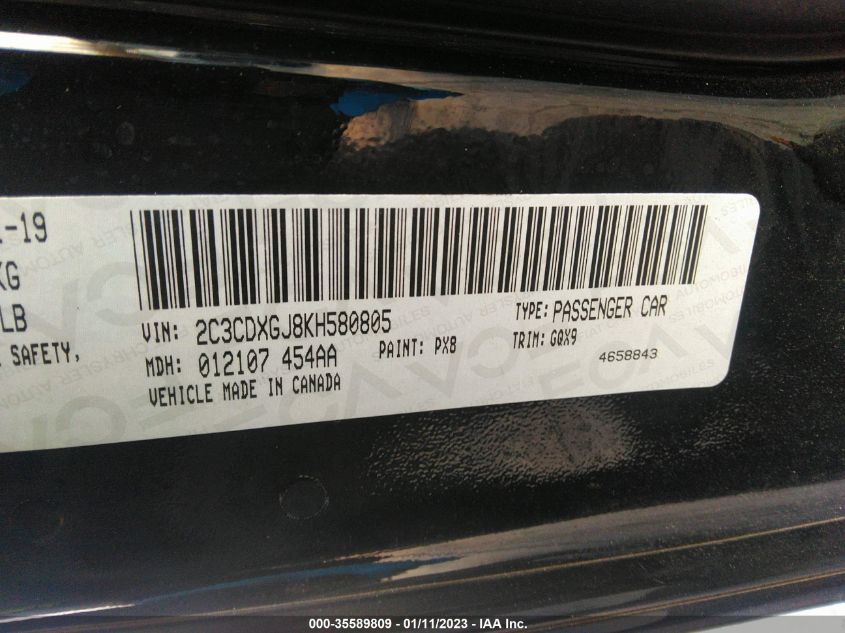 -19
KG
LB
SAFETY,
VIN: 2C3CDXGJ8KH580805
TYPE: PASSENGER CAR
MDH: 012107 454AA
PAINT: PX8
TRIM: GQX9
VEHICLE MADE IN CANADA
4658843
000-35589809 - 01/11/2023 - IAA Inc.